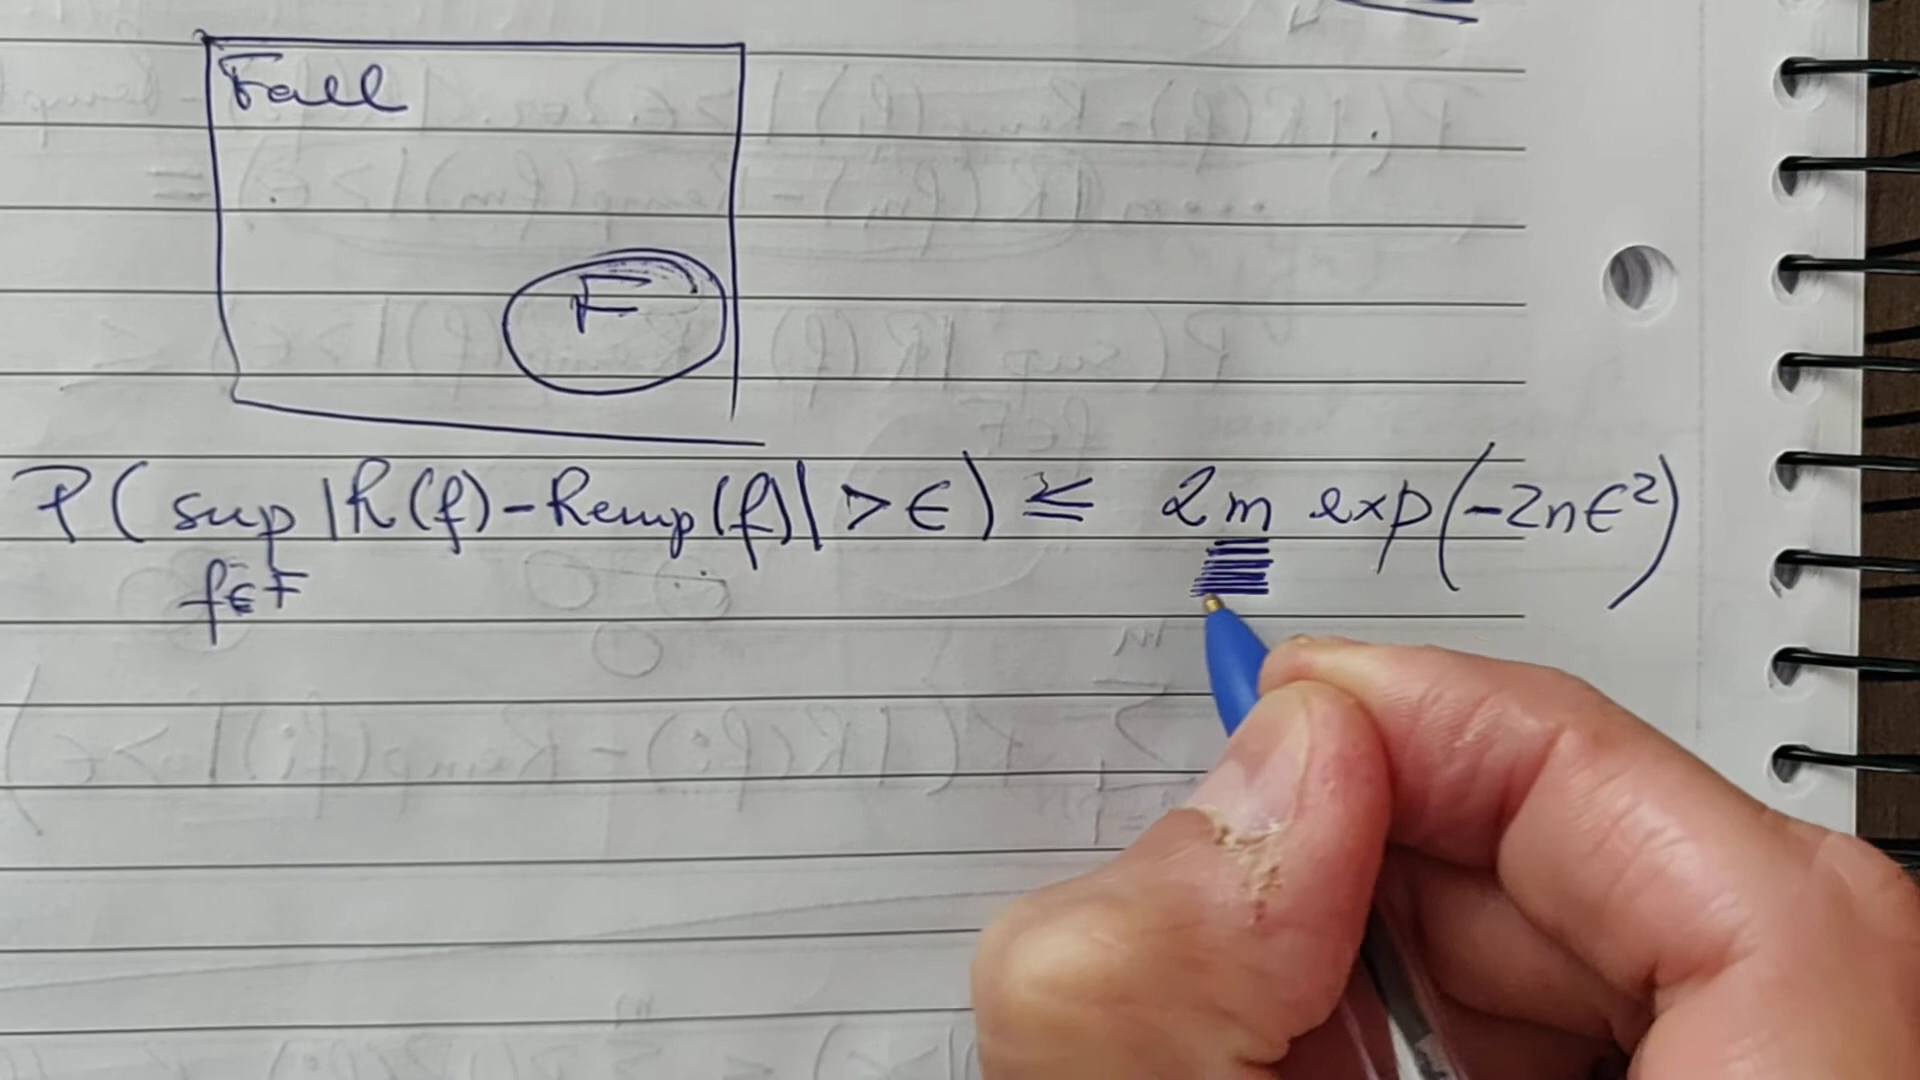 Fall
F
P( sup |R(f)-Remp(f)| > ϵ ) ≤ 2m exp(-2nϵ²)
f∈F